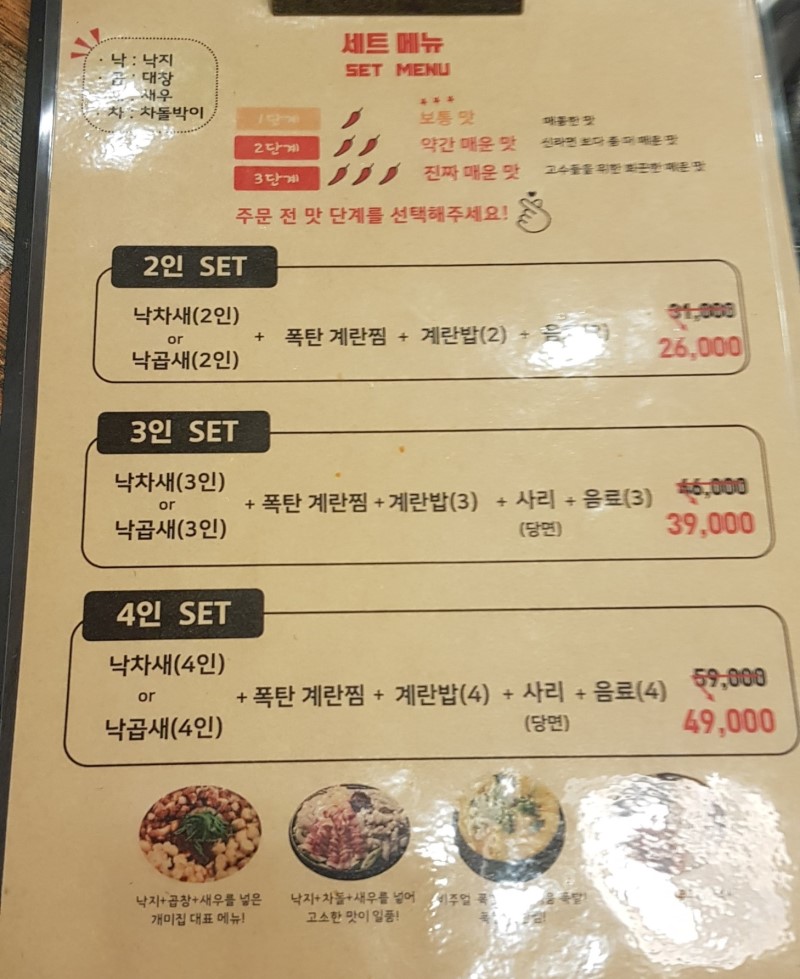 · 낙 : 낙지
· 곱 : 대창
· 새 : 새우
· 차 : 차돌박이
세트 메뉴
SET MENU
1단계 보통 맛 매콤한 맛
2단계 약간 매운 맛 신라면 보다 좀 더 매운 맛
3단계 진짜 매운 맛 고수들을 위한 화끈한 매운 맛
주문 전 맛 단계를 선택해주세요!
2인 SET
낙차새(2인)
or
낙곱새(2인)
+ 폭탄 계란찜 + 계란밥(2) +
31,000
26,000
3인 SET
낙차새(3인)
or
낙곱새(3인)
+ 폭탄 계란찜 + 계란밥(3) + 사리 + 음료(3)
(당면)
46,000
39,000
4인 SET
낙차새(4인)
or
낙곱새(4인)
+ 폭탄 계란찜 + 계란밥(4) + 사리 + 음료(4)
(당면)
59,000
49,000
낙지+곱창+새우를 넣은
개미집 대표 메뉴!
낙지+차돌+새우를 넣어
고소한 맛이 일품!
비주얼